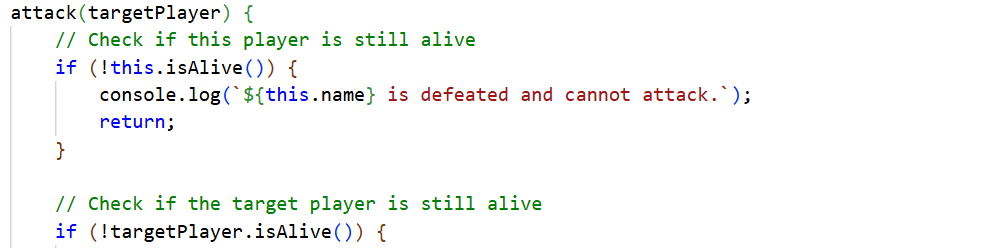 attack(targetPlayer) {
    // Check if this player is still alive
    if (!this.isAlive()) {
        console.log(`${this.name} is defeated and cannot attack.`);
        return;
    }

    // Check if the target player is still alive
    if (!targetPlayer.isAlive()) {